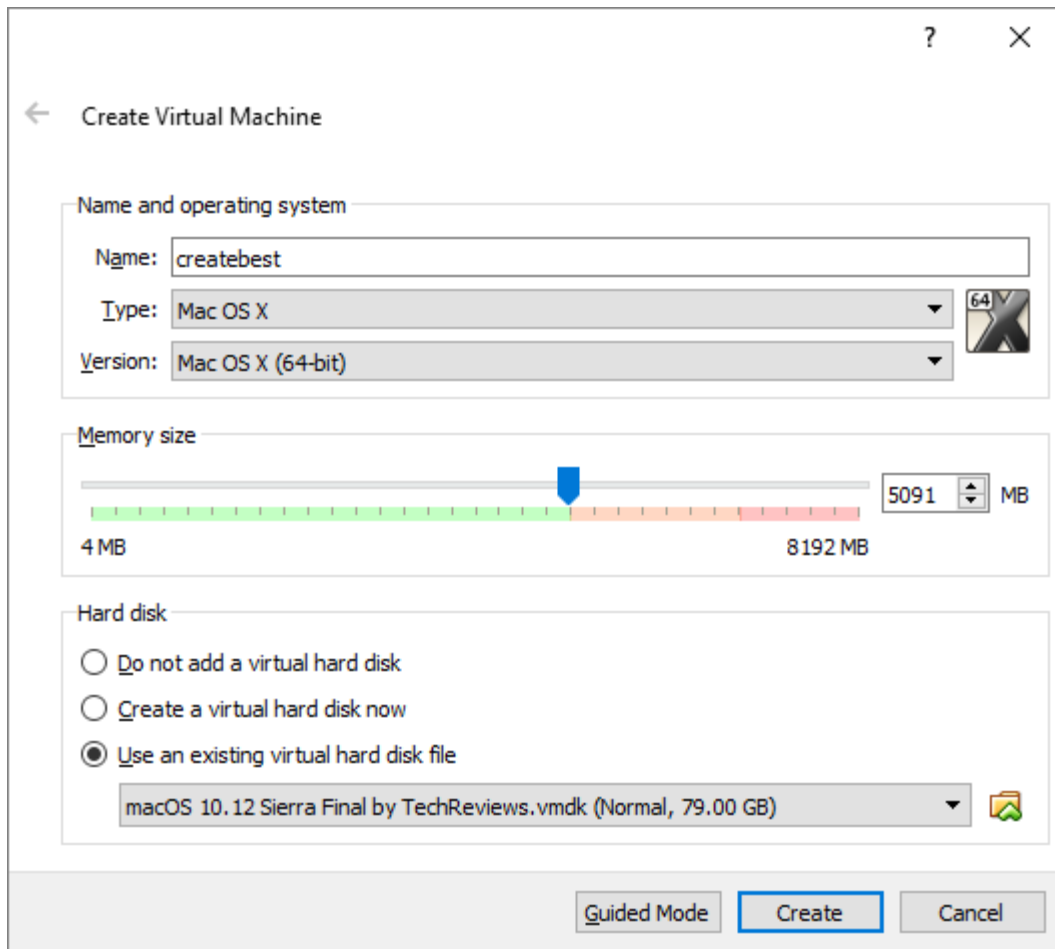 ?
Create Virtual Machine
Name and operating system
Name: createbest
Type: Mac OS X
64
Version: Mac OS X (64-bit)
Memory size
5091 MB
4 MB 8192 MB
Hard disk
Do not add a virtual hard disk
Create a virtual hard disk now
Use an existing virtual hard disk file
macOS 10.12 Sierra Final by TechReviews.vmdk (Normal, 79.00 GB)
Guided Mode Create Cancel